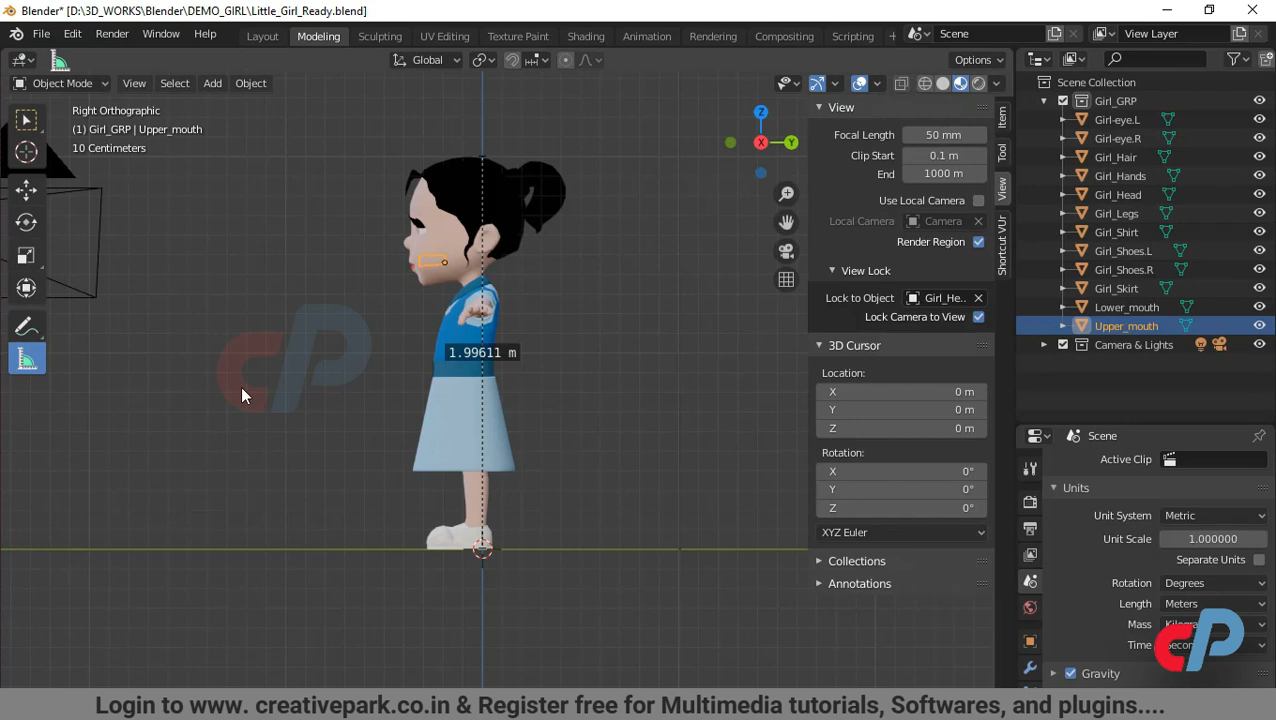 Blender* [D:\3D_WORKS\Blender\DEMO_GIRL\Little_Girl_Ready.blend]
File Edit Render Window Help Layout Modeling Sculpting UV Editing Texture Paint Shading Animation Rendering Compositing Scripting + Scene View Layer
Global Options
Object Mode View Select Add Object
Right Orthographic
(1) Girl_GRP | Upper_mouth
10 Centimeters
Z
X Y
1.99611 m
View
Focal Length 50 mm
Clip Start 0.1 m
End 1000 m
Use Local Camera
Local Camera Camera
Render Region
View Lock
Lock to Object Girl_He..
Lock Camera to View
3D Cursor
Location:
X 0 m
Y 0 m
Z 0 m
Rotation:
X 0°
Y 0°
Z 0°
XYZ Euler
Collections
Annotations
Item
Tool
View
Shortcut VUr
Scene Collection
Girl_GRP
Girl-eye.L
Girl-eye.R
Girl_Hair
Girl_Hands
Girl_Head
Girl_Legs
Girl_Shirt
Girl_Shoes.L
Girl_Shoes.R
Girl_Skirt
Lower_mouth
Upper_mouth
Camera & Lights
Scene
Active Clip
Units
Unit System Metric
Unit Scale 1.000000
Separate Units
Rotation Degrees
Length Meters
Mass
Time
Gravity
Login to www. creativepark.co.in & Register free for Multimedia tutorials, Softwares, and plugins....